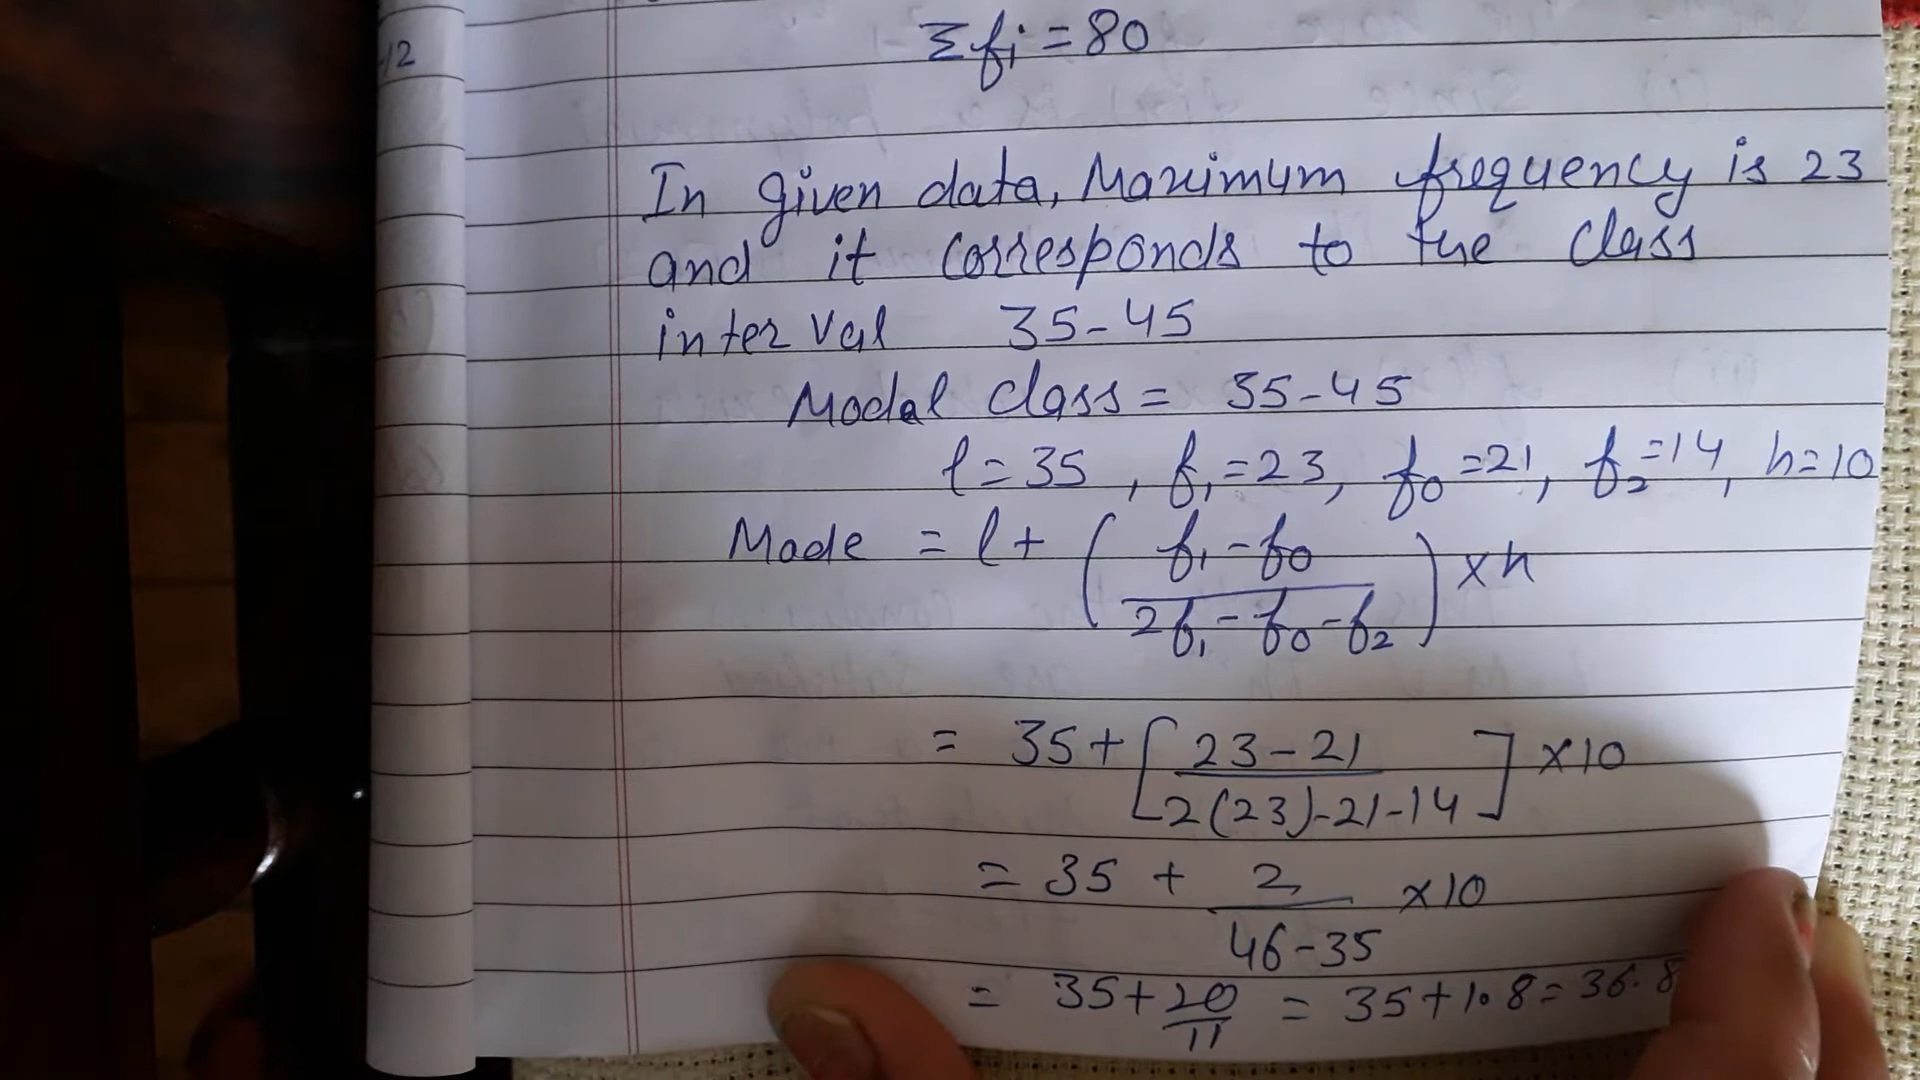 Σfi = 80
12
In given data, Maximum frequency is 23
and it corresponds to the class
interval 35-45
Modal class = 35-45
l = 35, f₁ = 23, f₀ = 21, f₂ = 14, h = 10
Mode = l + ( f₁ - f₀ / 2f₁ - f₀ - f₂ ) × h
= 35 + [ 23 - 21 / 2(23) - 21 - 14 ] × 10
= 35 + 2 / 46 - 35 × 10
= 35 + 20 / 11 = 35 + 1.8 = 36.8